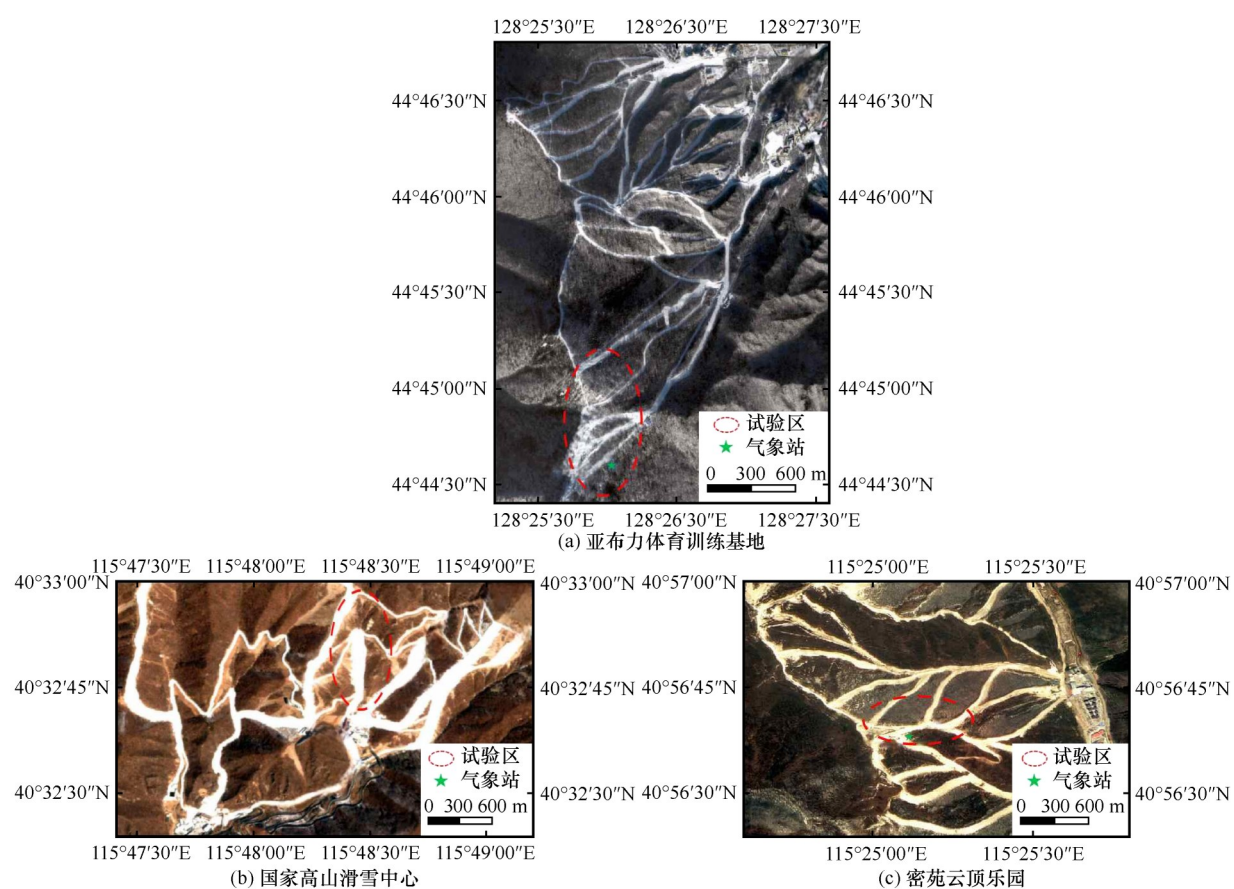 128°25′30″E 128°26′30″E 128°27′30″E
44°46′30″N 44°46′30″N
44°46′00″N 44°46′00″N
44°45′30″N 44°45′30″N
44°45′00″N 44°45′00″N
试验区
气象站
0 300 600 m
44°44′30″N 44°44′30″N
128°25′30″E 128°26′30″E 128°27′30″E
(a) 亚布力体育训练基地
115°47′30″E 115°48′00″E 115°48′30″E 115°49′00″E
40°33′00″N 40°33′00″N
40°32′45″N 40°32′45″N
试验区
气象站
0 300 600 m
40°32′30″N 40°32′30″N
115°47′30″E 115°48′00″E 115°48′30″E 115°49′00″E
(b) 国家高山滑雪中心
115°25′00″E 115°25′30″E
40°57′00″N 40°57′00″N
40°56′45″N 40°56′45″N
试验区
气象站
0 300 600 m
40°56′30″N 40°56′30″N
115°25′00″E 115°25′30″E
(c) 密苑云顶乐园